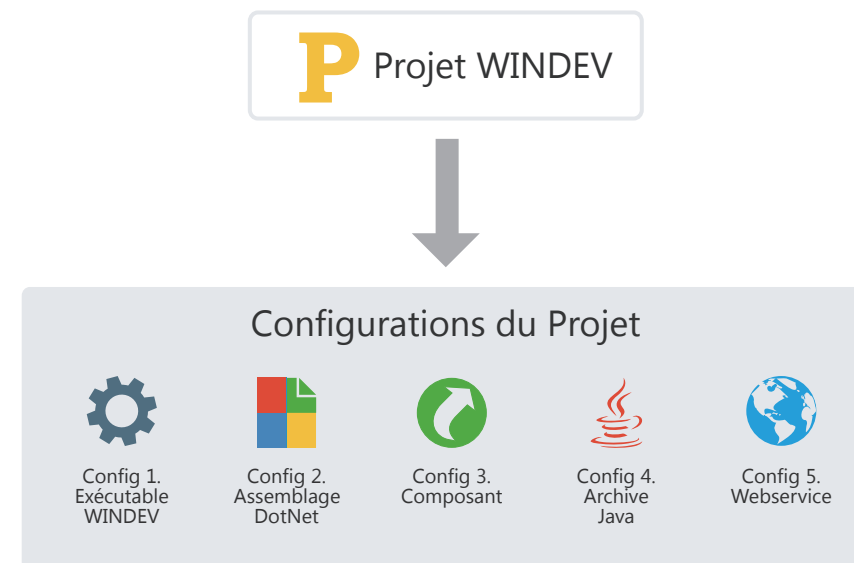 P Projet WINDEV
Configurations du Projet
Config 1.
Exécutable
WINDEV
Config 2.
Assemblage
DotNet
Config 3.
Composant
Config 4.
Archive
Java
Config 5.
Webservice